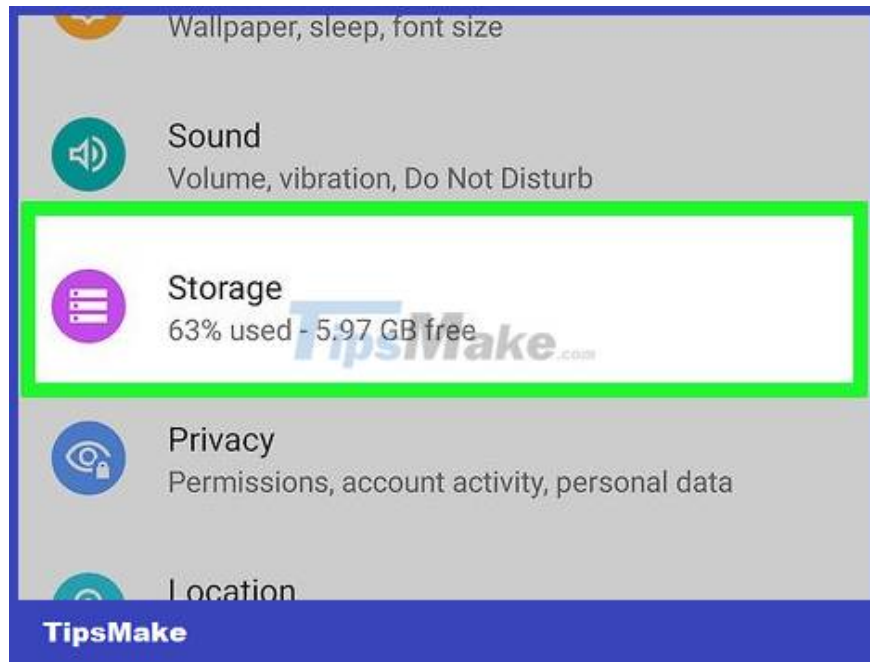 Wallpaper, sleep, font size
Sound
Volume, vibration, Do Not Disturb
Storage
63% used - 5.97 GB free
TipsMake.com
Privacy
Permissions, account activity, personal data
Location
TipsMake